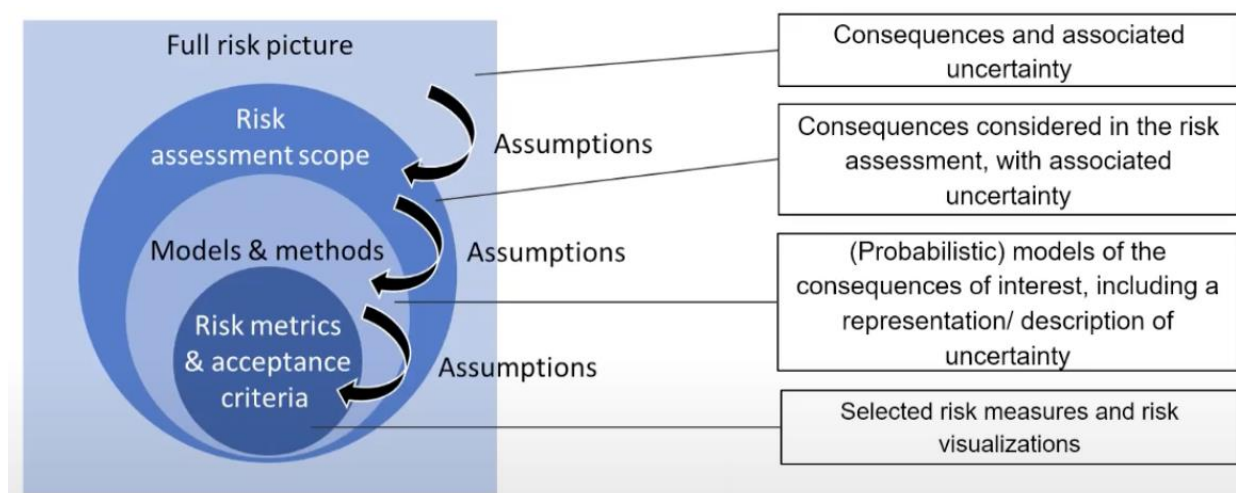 Full risk picture
Risk
assessment scope
Assumptions
Models & methods
Assumptions
Risk metrics
& acceptance
criteria
Assumptions
Consequences and associated
uncertainty
Consequences considered in the risk
assessment, with associated
uncertainty
(Probabilistic) models of the
consequences of interest, including a
representation/ description of
uncertainty
Selected risk measures and risk
visualizations